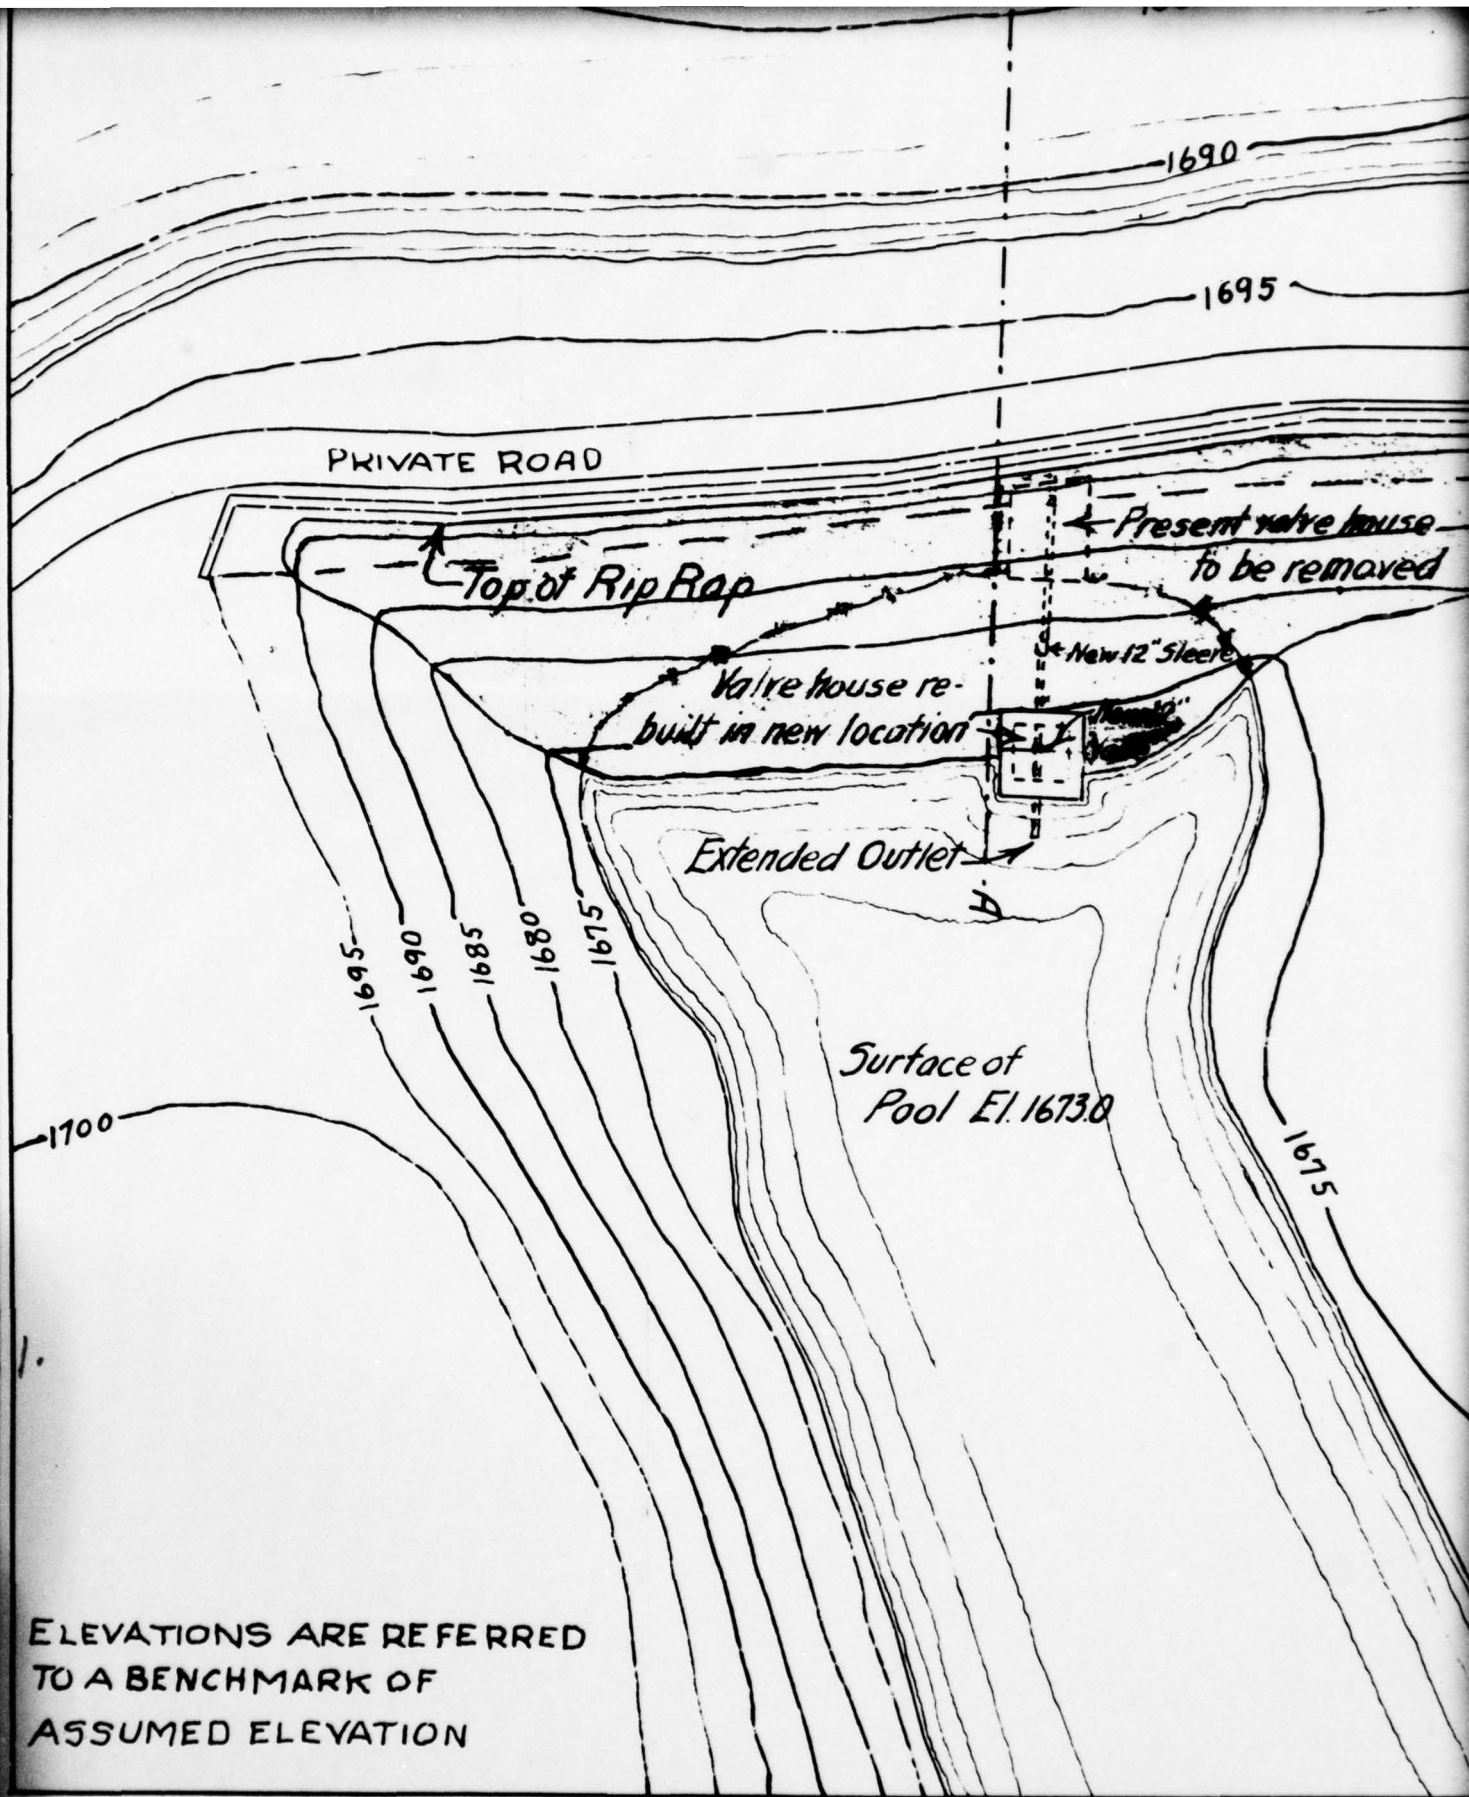 1690
1695
PRIVATE ROAD
Present valve house
to be removed
Top of Rip Rap
New 12" Sleeve
Valve house re-
built in new location
Extended Outlet
A
1695
1690
1685
1680
1675
Surface of
Pool El. 1673.0
1700
1675
1.
ELEVATIONS ARE REFERRED
TO A BENCHMARK OF
ASSUMED ELEVATION